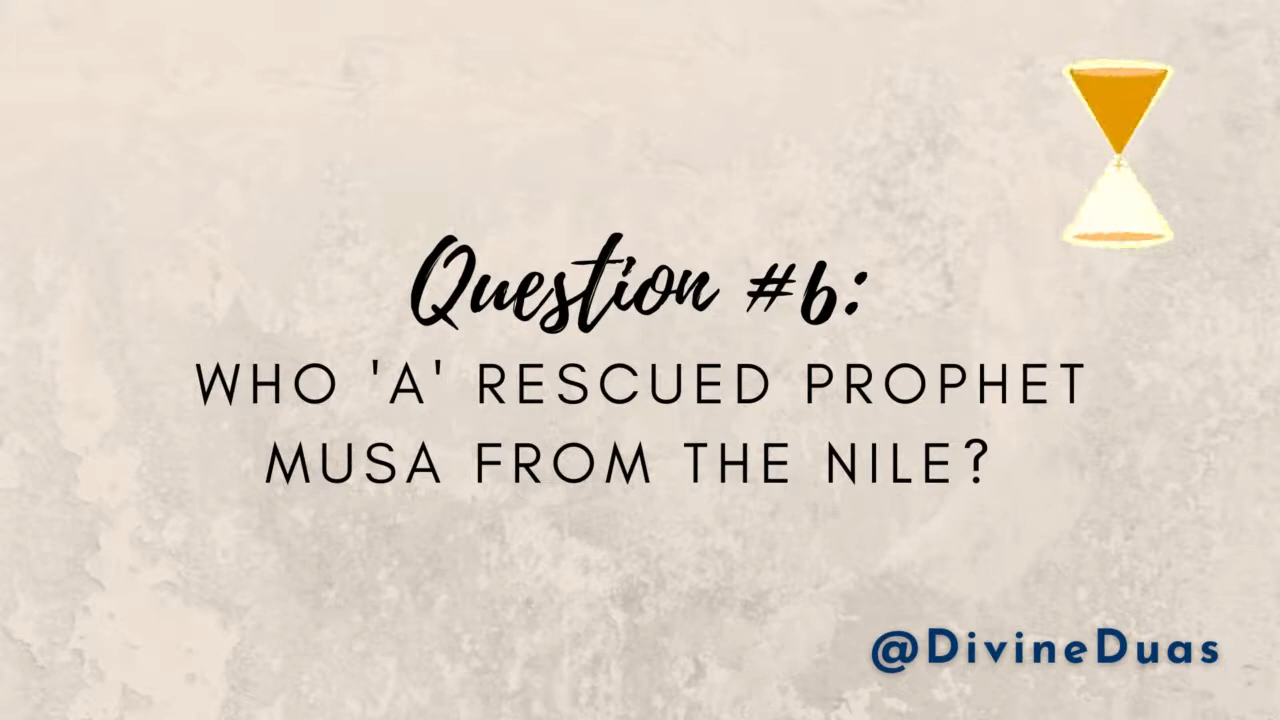 Question #6:
WHO 'A' RESCUED PROPHET
MUSA FROM THE NILE?
@DivineDuas